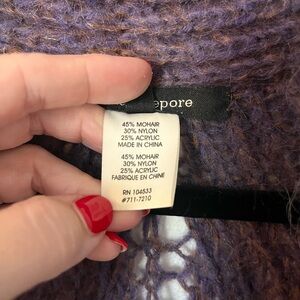 45% MOHAIR
30% NYLON
25% ACRYLIC
MADE IN CHINA
45% MOHAIR
30% NYLON
25% ACRYLIC
FABRIQUE EN CHINE
RN 104533
#711-7210